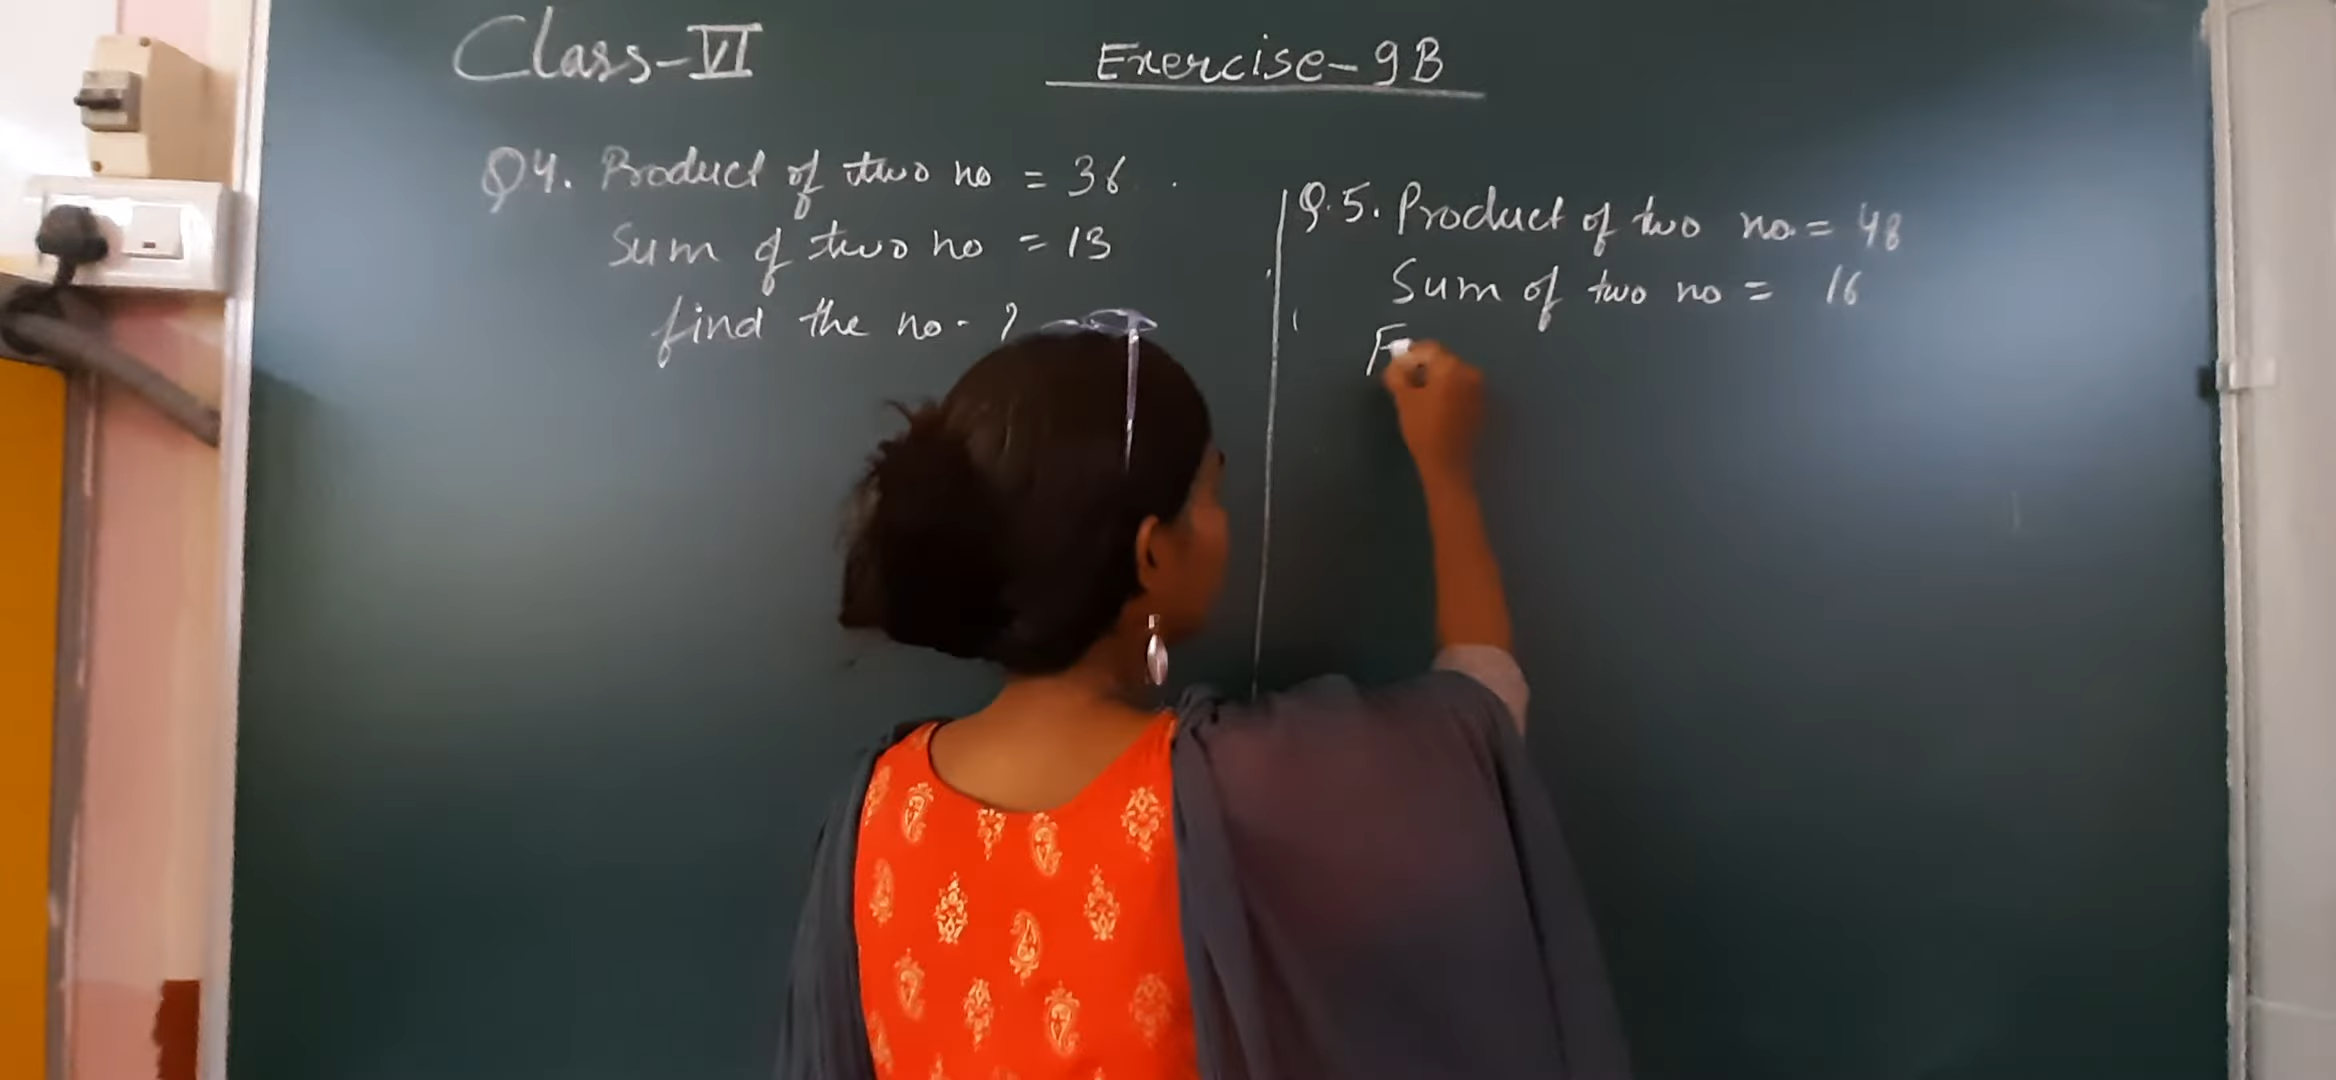 Class-VI
Exercise-9B
Q4. Product of two no = 36
Sum of two no = 13
find the no. ?
Q.5. Product of two no = 48
Sum of two no = 16
F